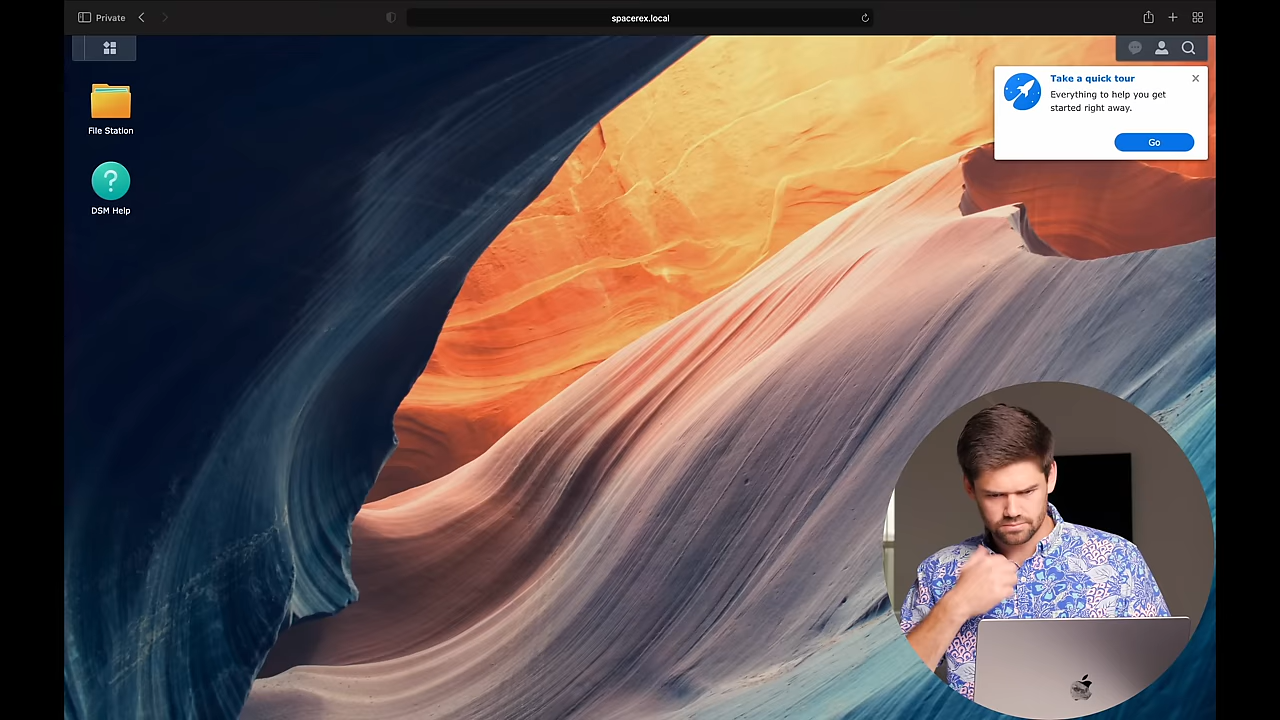 Private
spacerex.local
File Station
DSM Help
Take a quick tour
Everything to help you get
started right away.
Go